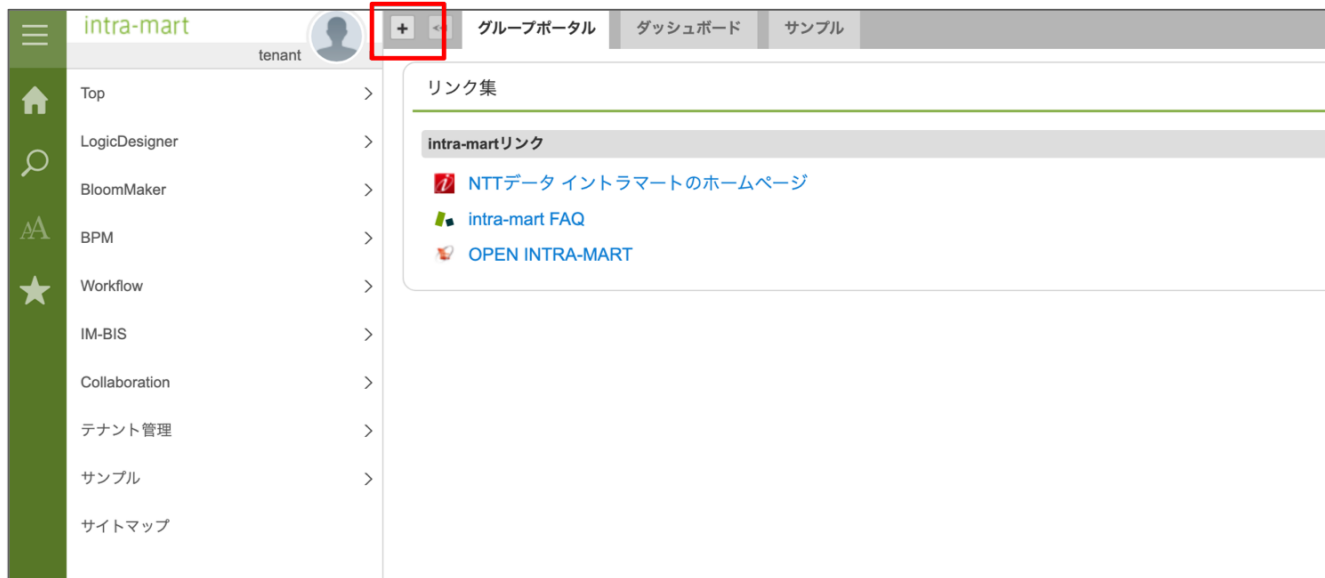 intra-mart
tenant
Top
LogicDesigner
BloomMaker
BPM
Workflow
IM-BIS
Collaboration
テナント管理
サンプル
サイトマップ
グループポータル ダッシュボード サンプル
リンク集
intra-martリンク
NTTデータ イントラマートのホームページ
intra-mart FAQ
OPEN INTRA-MART